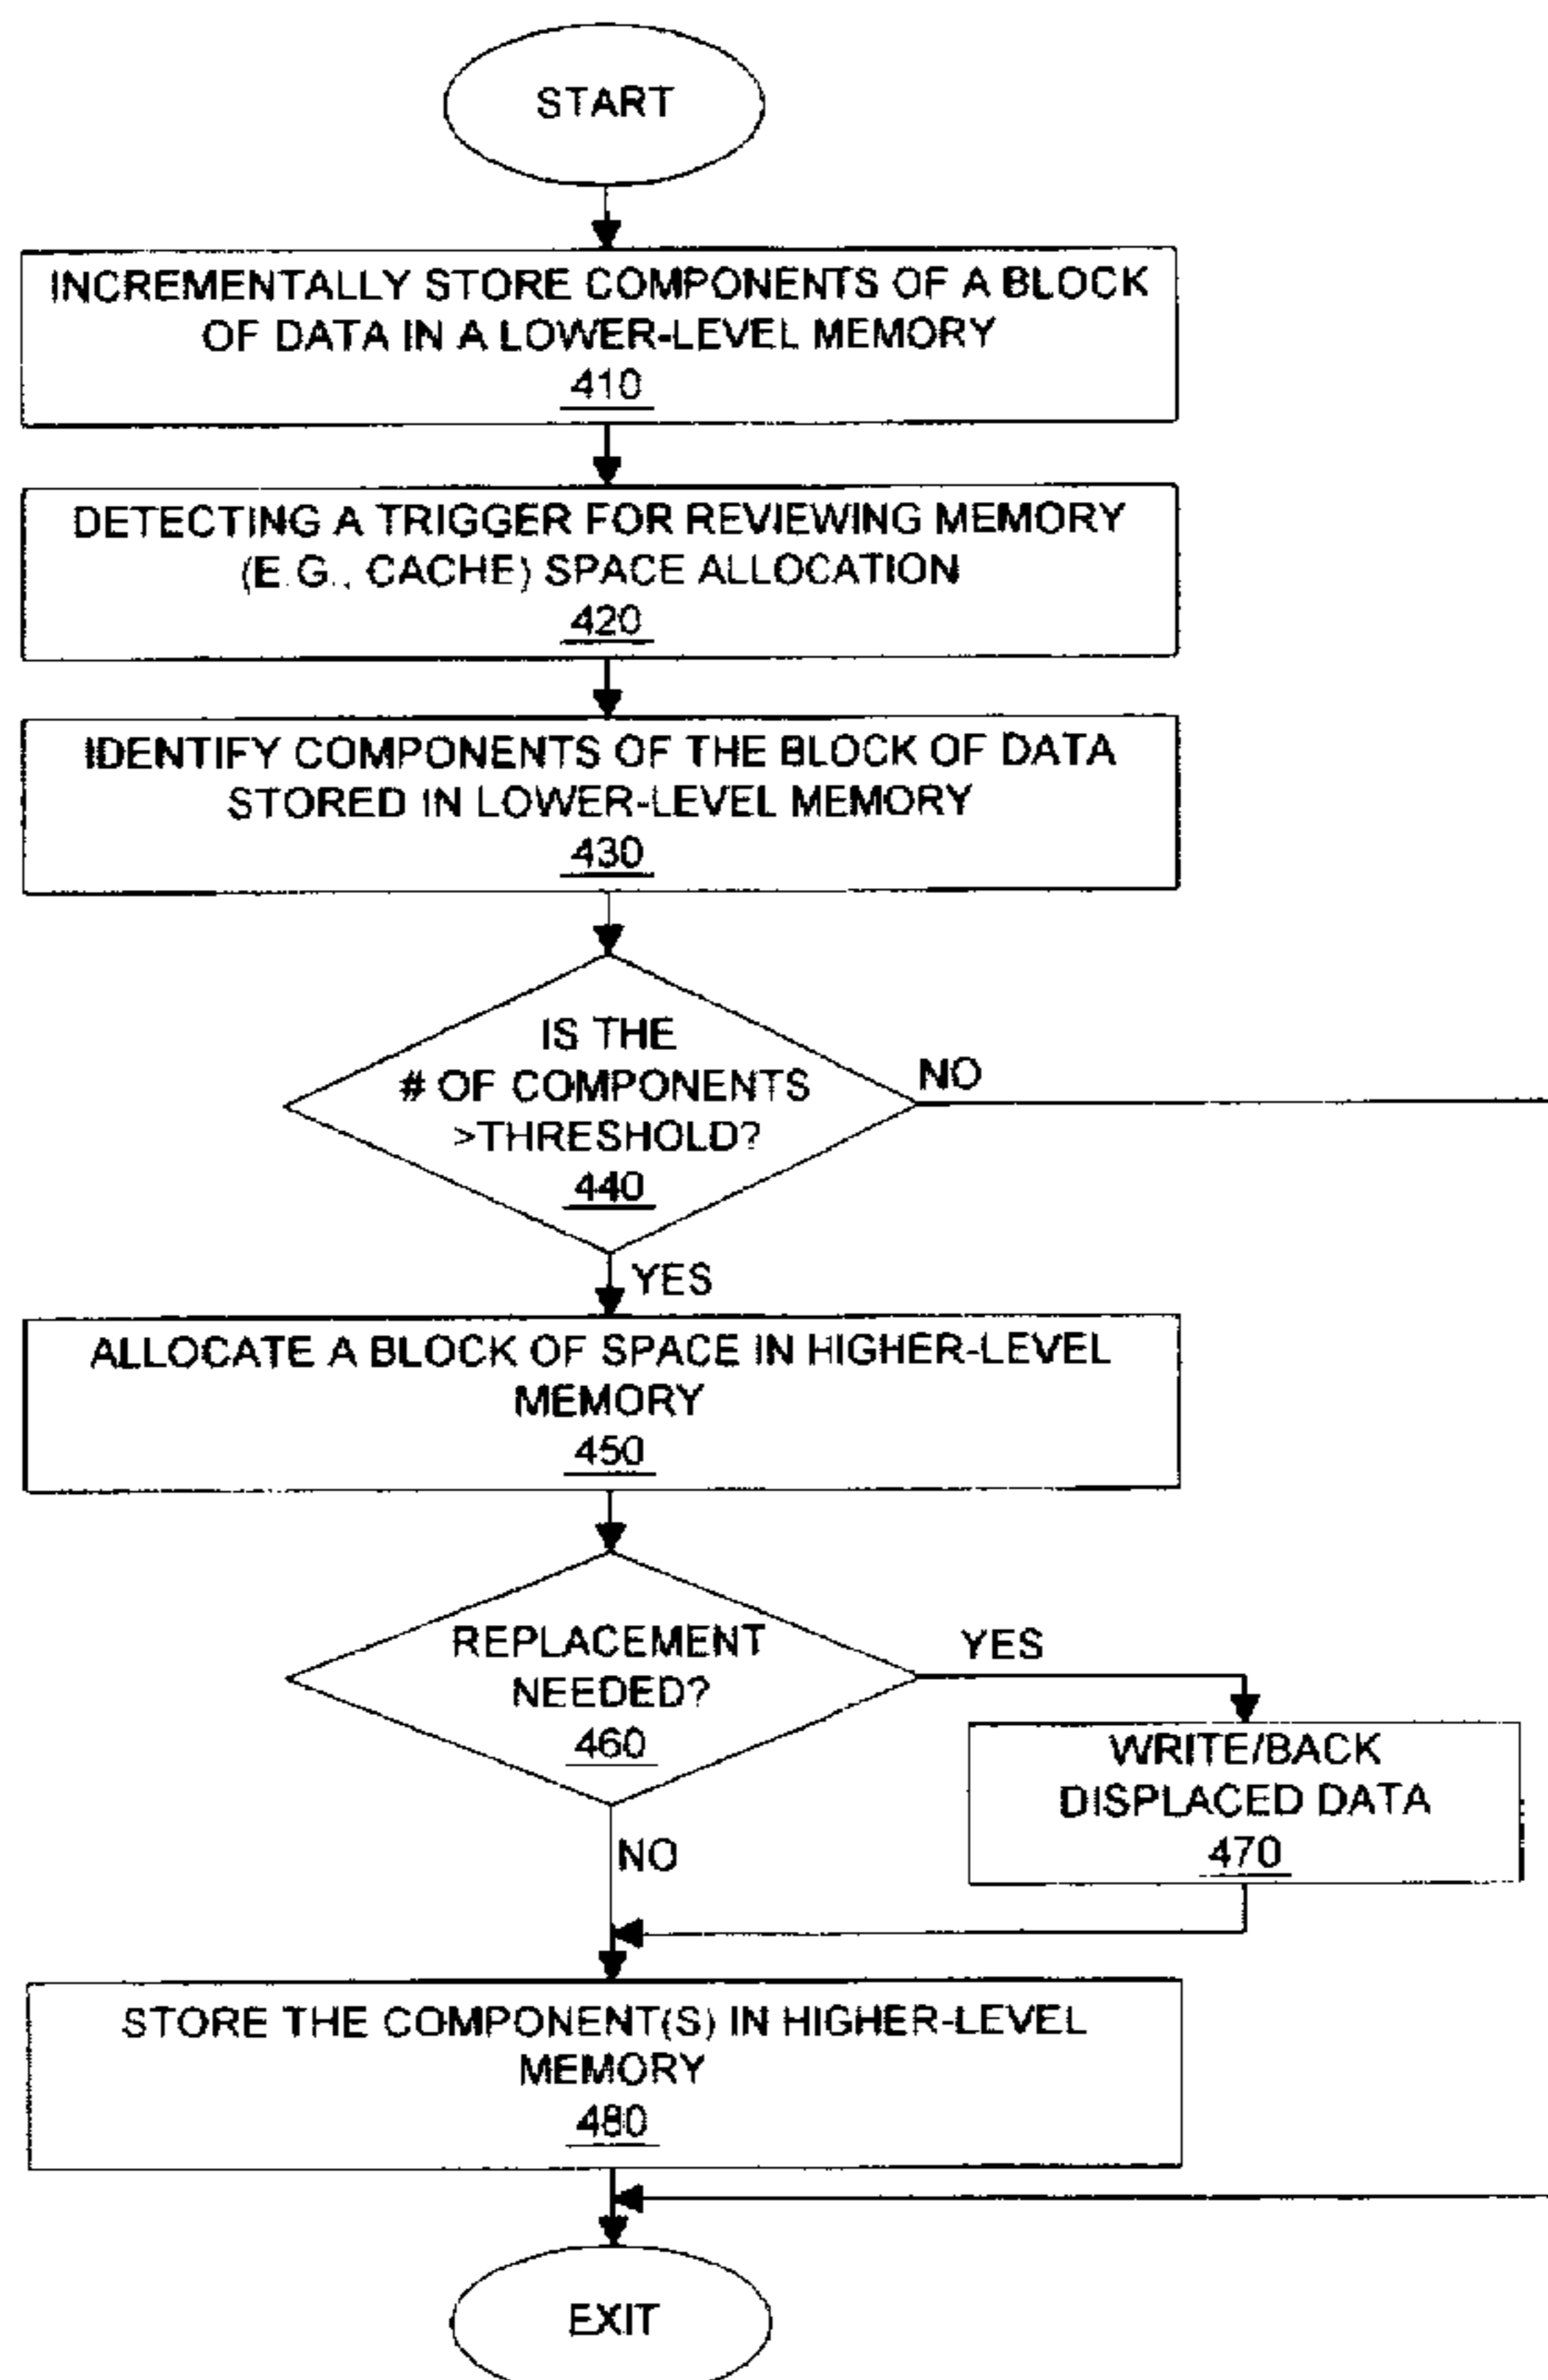 START
INCREMENTALLY STORE COMPONENTS OF A BLOCK
OF DATA IN A LOWER-LEVEL MEMORY
410
DETECTING A TRIGGER FOR REVIEWING MEMORY
(E.G., CACHE) SPACE ALLOCATION
420
IDENTIFY COMPONENTS OF THE BLOCK OF DATA
STORED IN LOWER-LEVEL MEMORY
430
IS THE
# OF COMPONENTS
>THRESHOLD?
440
NO
YES
ALLOCATE A BLOCK OF SPACE IN HIGHER-LEVEL
MEMORY
450
REPLACEMENT
NEEDED?
460
YES
WRITE/BACK
DISPLACED DATA
470
NO
STORE THE COMPONENT(S) IN HIGHER-LEVEL
MEMORY
480
EXIT